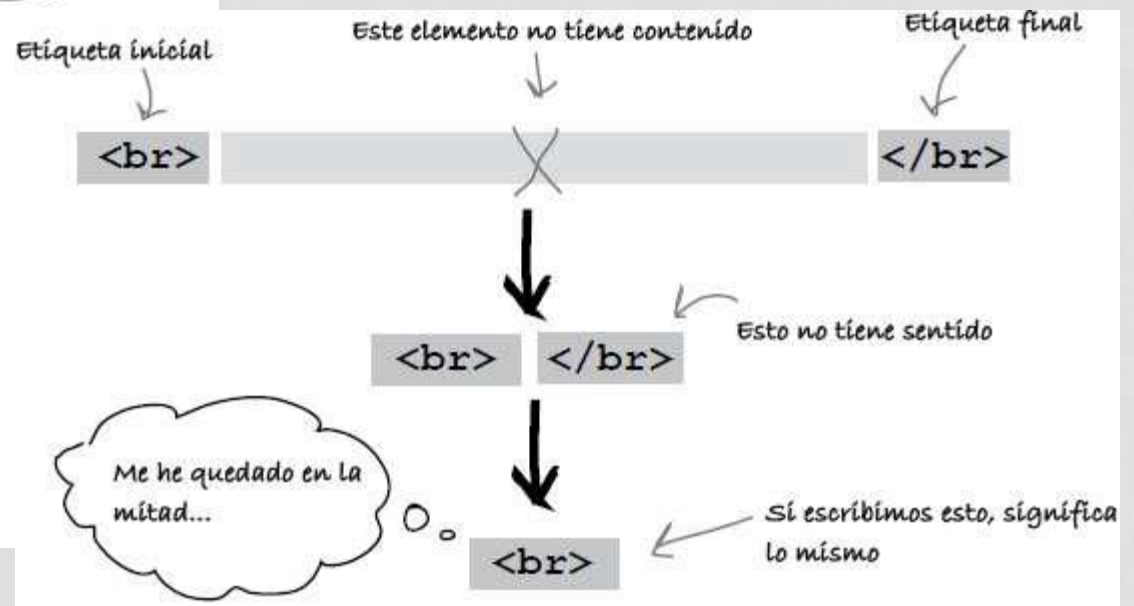 Etiqueta inicial
Este elemento no tiene contenido
Etiqueta final
<br>
</br>
<br> </br>
Esto no tiene sentido
Me he quedado en la
mitad...
<br>
Si escribimos esto, significa
lo mismo